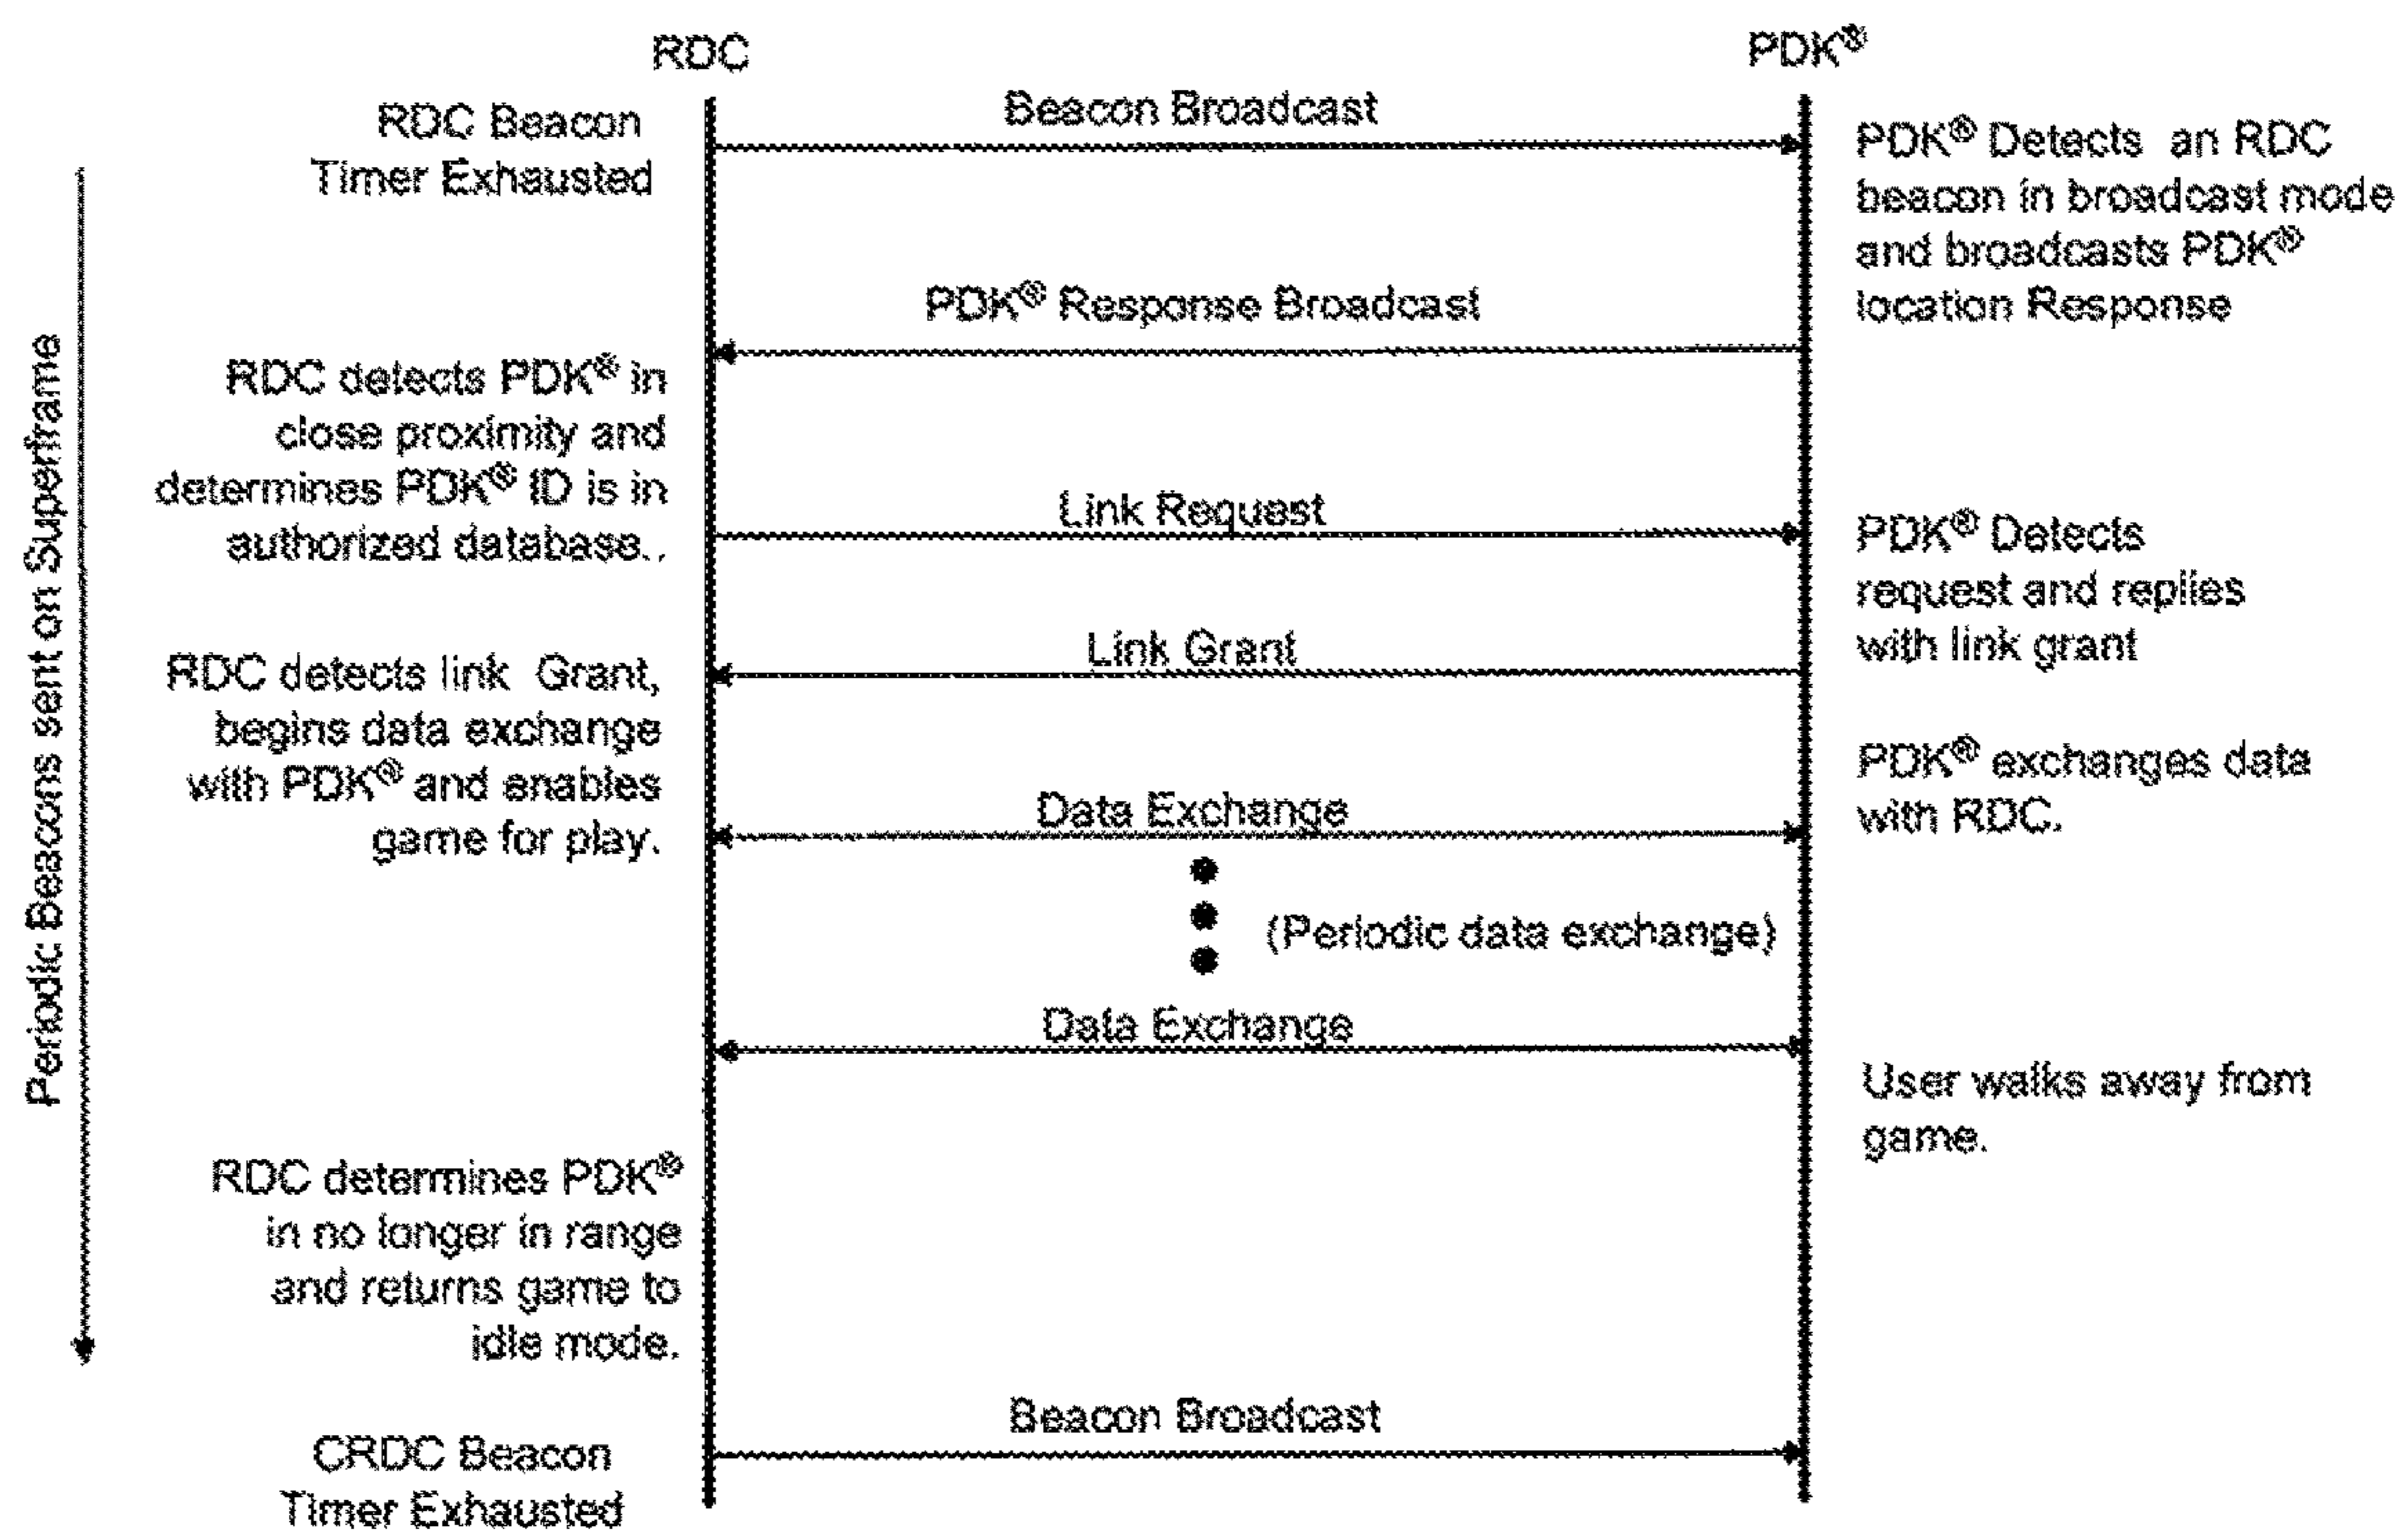 RDC
PDK®
RDC Beacon
Timer Exhausted
Beacon Broadcast
PDK® Detects an RDC
beacon in broadcast mode
and broadcasts PDK®
location Response
PDK® Response Broadcast
RDC detects PDK® in
close proximity and
determines PDK® ID is in
authorized database..
Link Request
PDK® Detects
request and replies
with link grant
Link Grant
RDC detects link Grant,
begins data exchange
with PDK® and enables
game for play.
PDK® exchanges data
with RDC.
Data Exchange
(Periodic data exchange)
Data Exchange
User walks away from
game.
RDC determines PDK®
in no longer in range
and returns game to
idle mode.
Beacon Broadcast
CRDC Beacon
Timer Exhausted
Periodic Beacons sent on Superframe